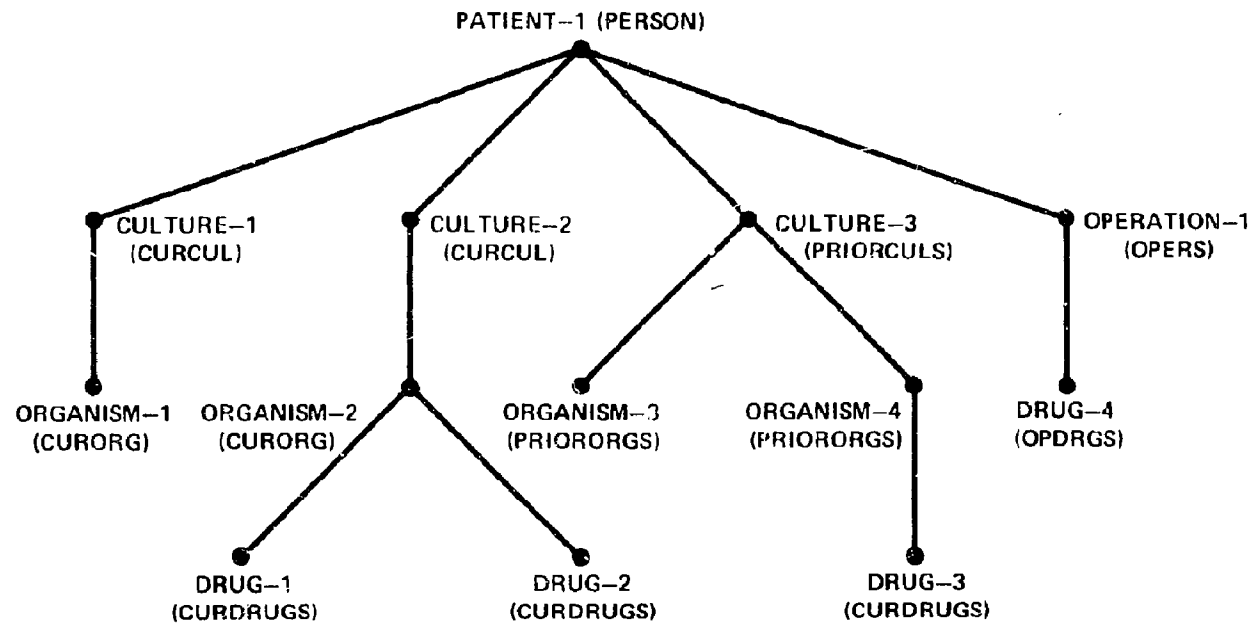 PATIENT–1 (PERSON)
CULTURE–1
(CURCUL)
CULTURE–2
(CURCUL)
CULTURE–3
(PRIORCULS)
OPERATION–1
(OPERS)
ORGANISM–1
(CURORG)
ORGANISM–2
(CURORG)
ORGANISM–3
(PRIORORGS)
ORGANISM–4
(PRIORORGS)
DRUG–4
(OPDRGS)
DRUG–1
(CURDRUGS)
DRUG–2
(CURDRUGS)
DRUG–3
(CURDRUGS)